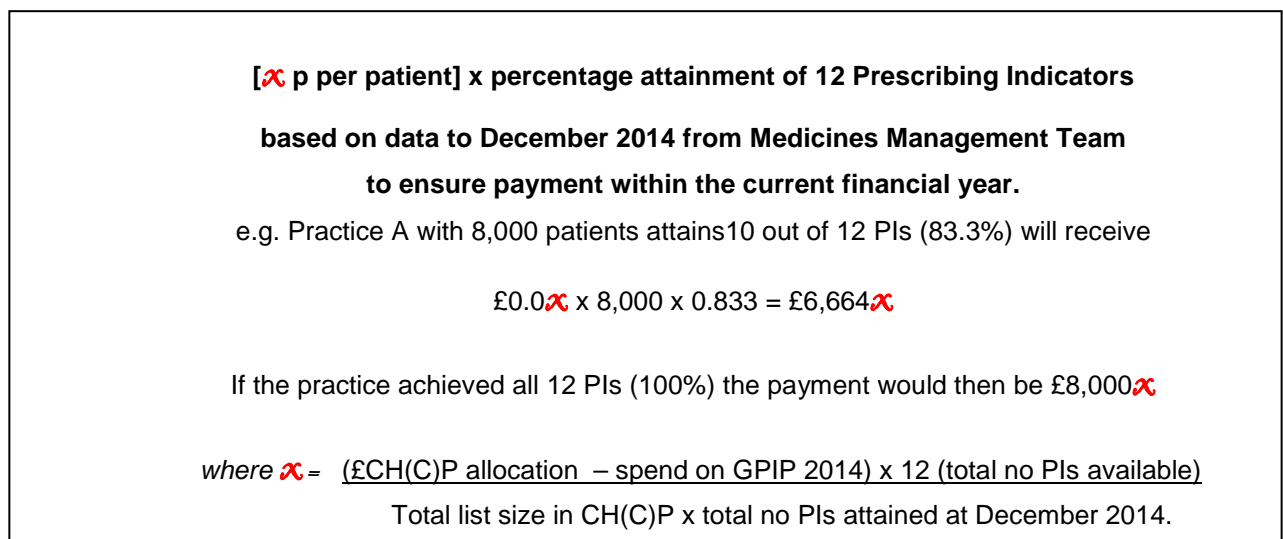 [x p per patient] x percentage attainment of 12 Prescribing Indicators
based on data to December 2014 from Medicines Management Team
to ensure payment within the current financial year.
e.g. Practice A with 8,000 patients attains10 out of 12 PIs (83.3%) will receive
£0.0x x 8,000 x 0.833 = £6,664x
If the practice achieved all 12 PIs (100%) the payment would then be £8,000x
where x = (£CH(C)P allocation – spend on GPIP 2014) x 12 (total no PIs available)
Total list size in CH(C)P x total no PIs attained at December 2014.